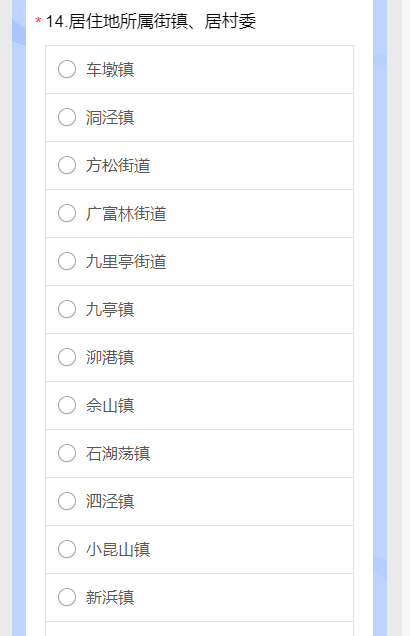 * 14.居住地所属街镇、居村委
车墩镇
洞泾镇
方松街道
广富林街道
九里亭街道
九亭镇
泖港镇
佘山镇
石湖荡镇
泗泾镇
小昆山镇
新浜镇